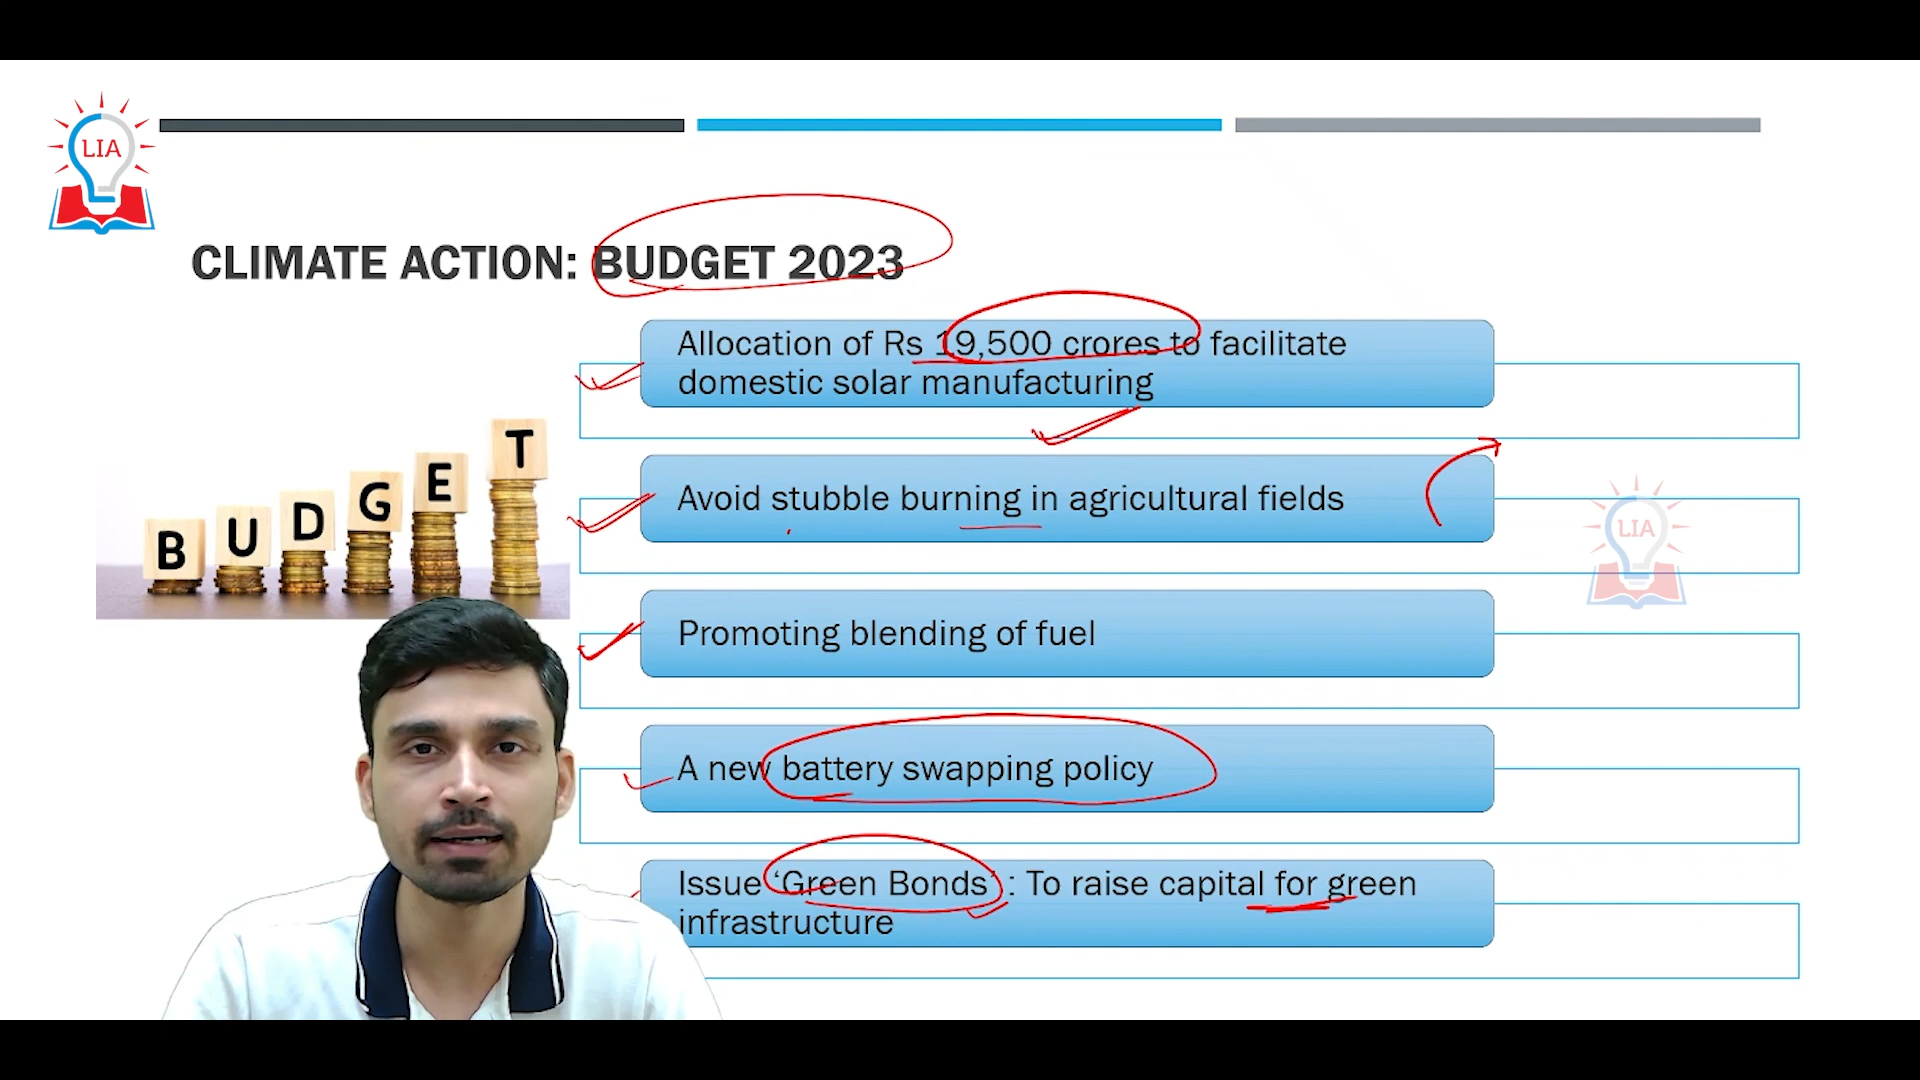 LIA
CLIMATE ACTION: BUDGET 2023
Allocation of Rs 19,500 crores to facilitate
domestic solar manufacturing
Avoid stubble burning in agricultural fields
LIA
BUDGET
Promoting blending of fuel
A new battery swapping policy
Issue ‘Green Bonds’ : To raise capital for green
infrastructure